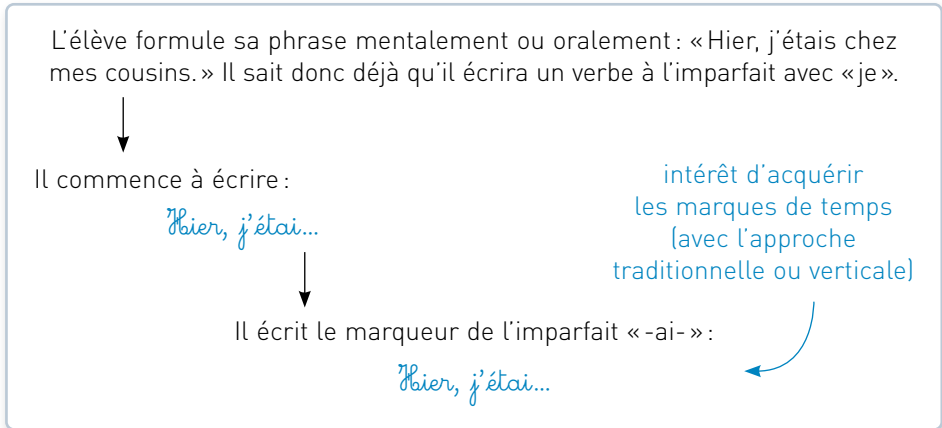 L'élève formule sa phrase mentalement ou oralement : « Hier, j'étais chez
mes cousins. » Il sait donc déjà qu'il écrira un verbe à l'imparfait avec « je ».
Il commence à écrire :
Hier, j'étai...
intérêt d'acquérir
les marques de temps
(avec l'approche
traditionnelle ou verticale)
Il écrit le marqueur de l'imparfait « -ai- » :
Hier, j'étai...